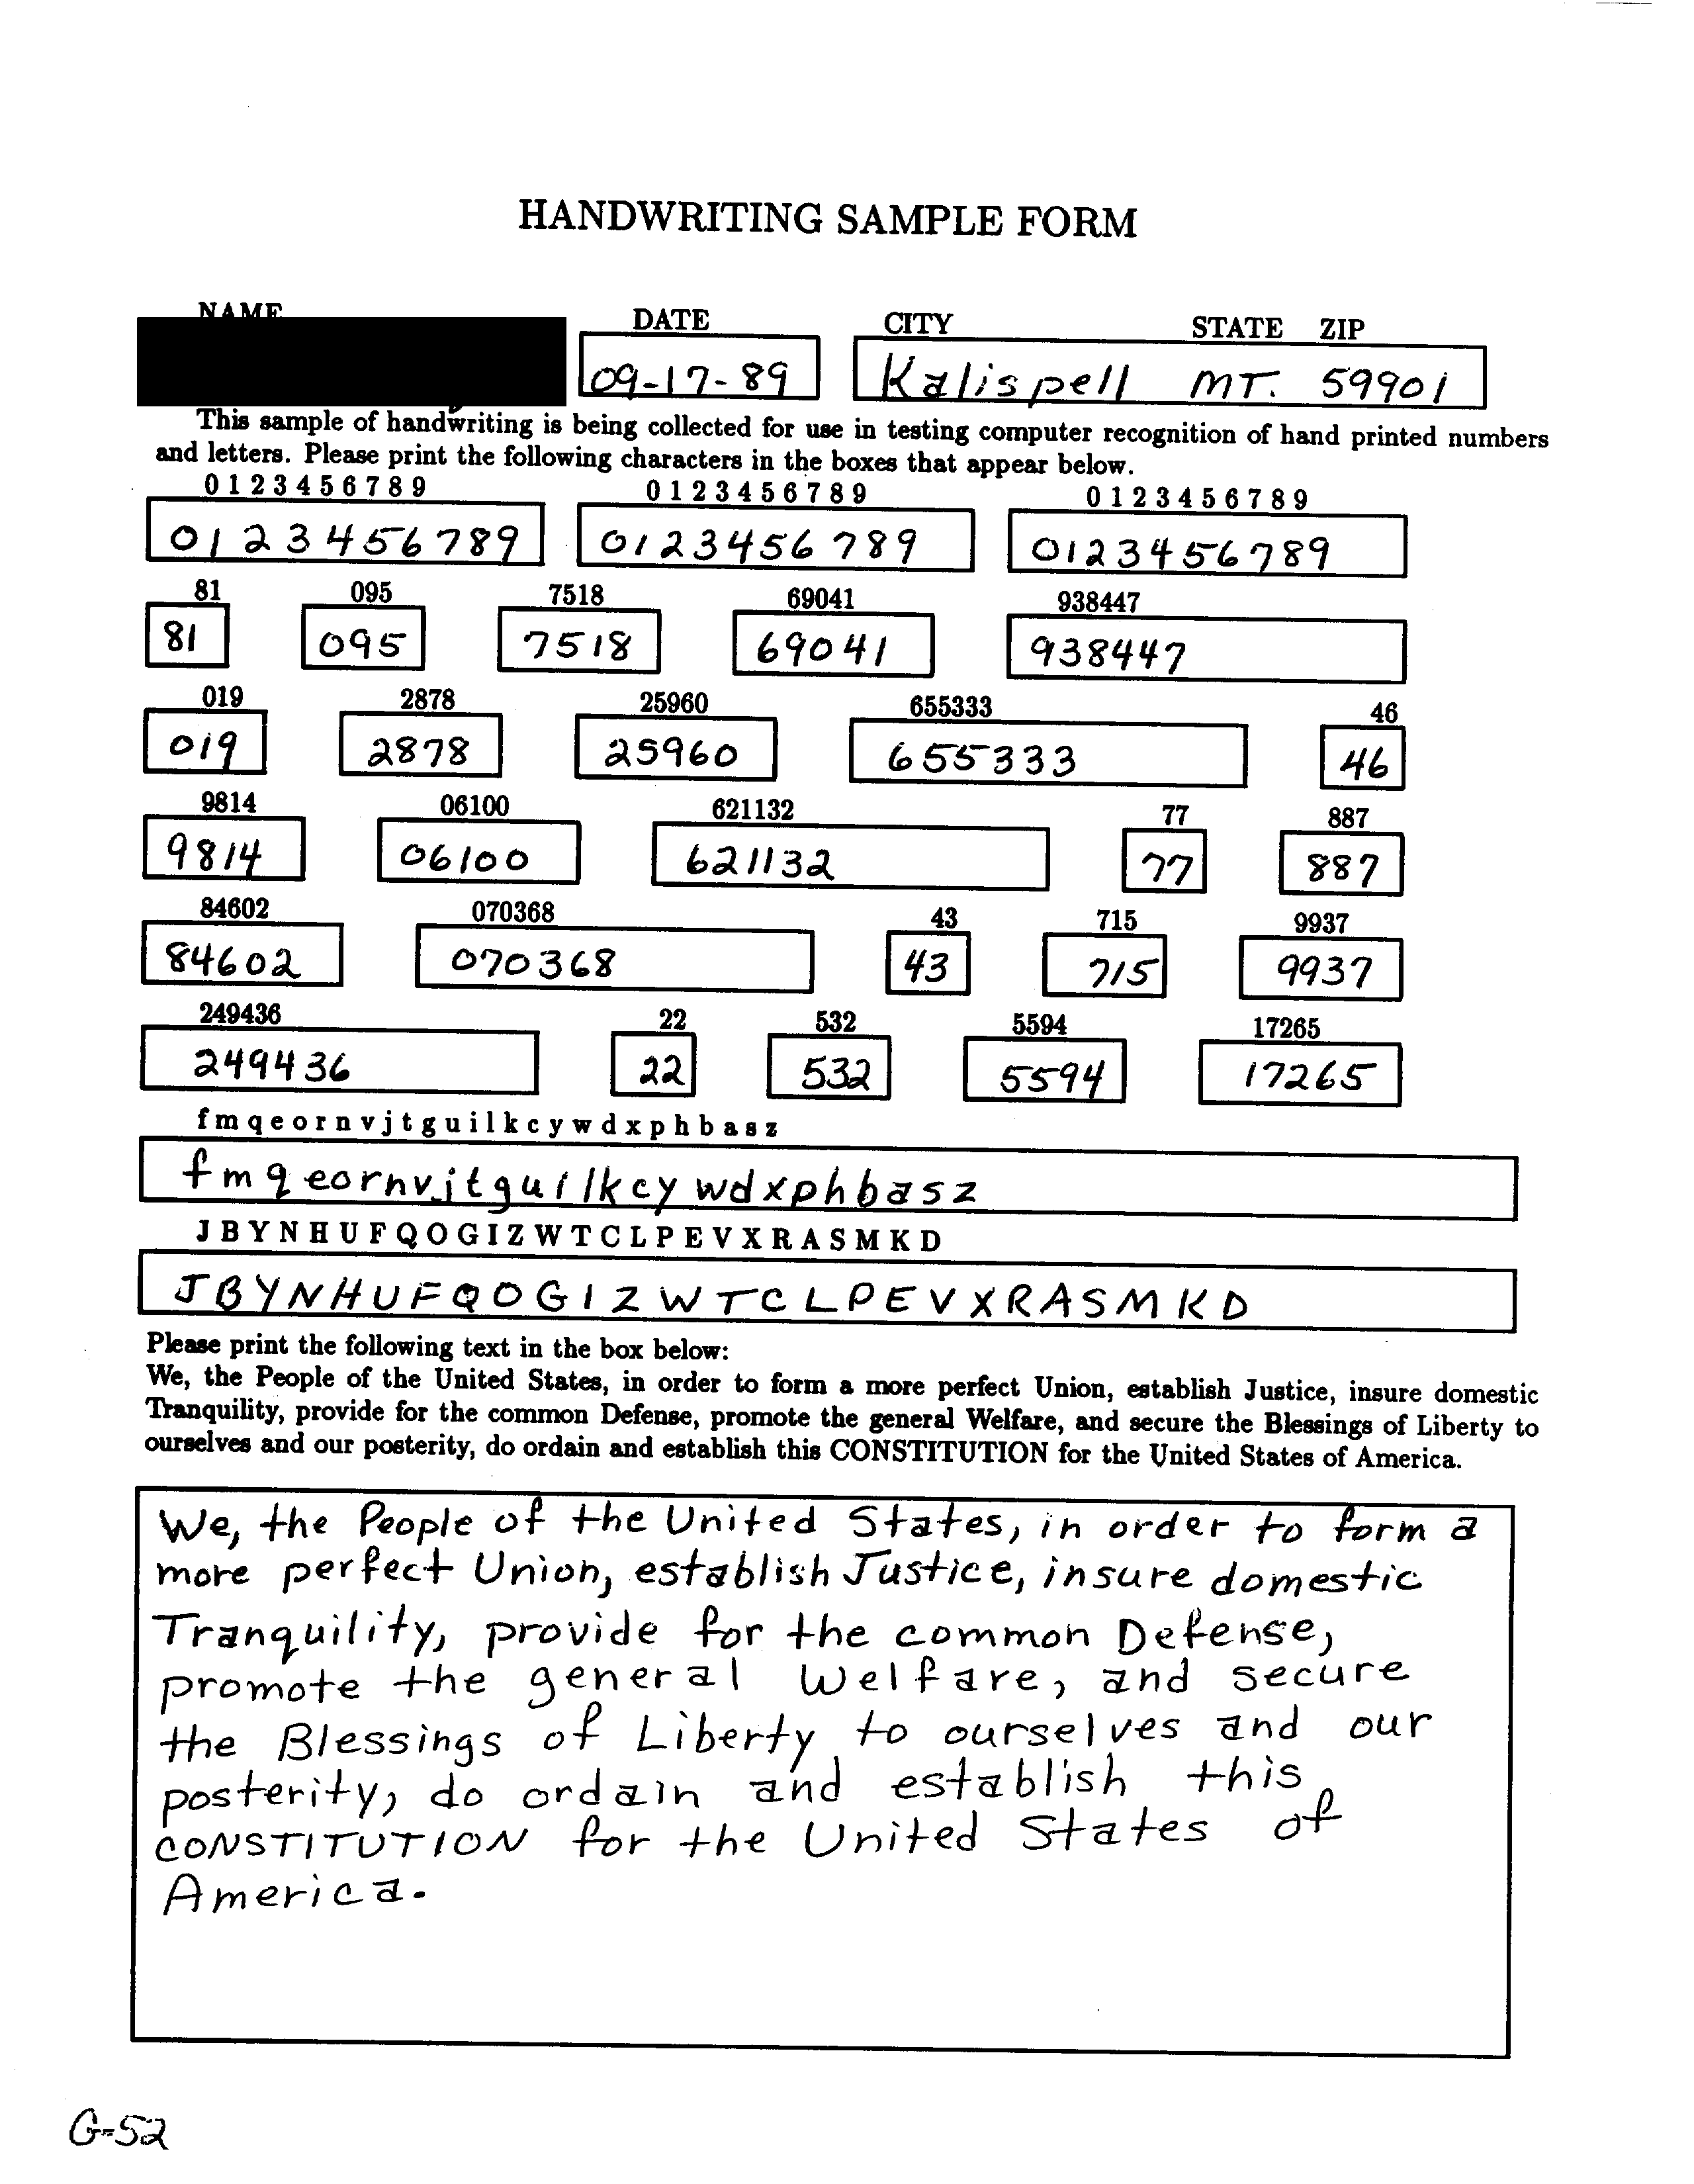 HANDWRITING SAMPLE FORM
NAME DATE CITY STATE ZIP
09-17-89 Kalispell MT. 59901
This sample of handwriting is being collected for use in testing computer recognition of hand printed numbers
and letters. Please print the following characters in the boxes that appear below.
0 1 2 3 4 5 6 7 8 9 0 1 2 3 4 5 6 7 8 9 0 1 2 3 4 5 6 7 8 9
0123456789 0123456789 0123456789
81 095 7518 69041 938447
81 095 7518 69041 938447
019 2878 25960 655333 46
019 2878 25960 655333 46
9814 06100 621132 77 887
9814 06100 621132 77 887
84602 070368 43 715 9937
84602 070368 43 715 9937
249436 22 532 5594 17265
249436 22 532 5594 17265
f m q e o r n v j t g u i l k c y w d x p h b a s z
fmqeornvjtguilkcywdxphbasz
J B Y N H U F Q O G I Z W T C L P E V X R A S M K D
JBYNHUFQOGIZWTCLPEVXRASMKD
Please print the following text in the box below:
We, the People of the United States, in order to form a more perfect Union, establish Justice, insure domestic
Tranquility, provide for the common Defense, promote the general Welfare, and secure the Blessings of Liberty to
ourselves and our posterity, do ordain and establish this CONSTITUTION for the United States of America.
We, the People of the United States, in order to form a
more perfect Union, establish Justice, insure domestic
Tranquility, provide for the common Defense,
promote the general Welfare, and secure
the Blessings of Liberty to ourselves and our
posterity, do ordain and establish this
CONSTITUTION for the United States of
America.
G-52